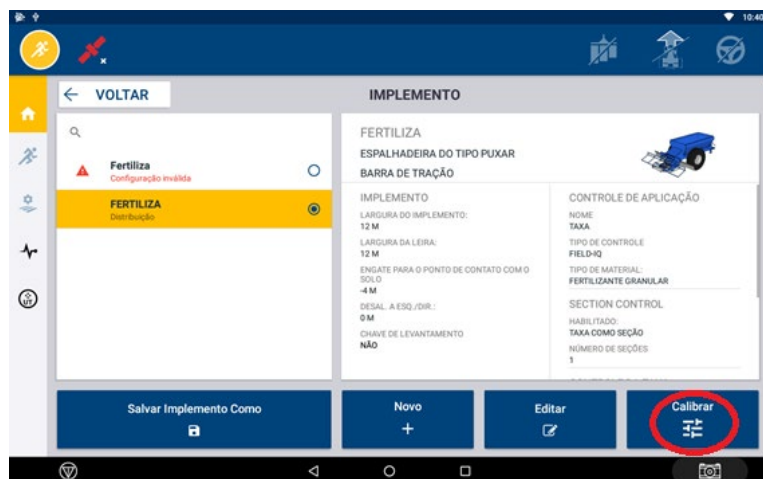 10:40
VOLTAR
IMPLEMENTO
Fertiliza
Configuração inválida
FERTILIZA
Distribuição
FERTILIZA
ESPALHADEIRA DO TIPO PUXAR
BARRA DE TRAÇÃO
IMPLEMENTO
LARGURA DO IMPLEMENTO:
12 M
LARGURA DA LEIRA:
12 M
ENGATE PARA O PONTO DE CONTATO COM O
SOLO
-4 M
DESAL. A ESQ./DIR.:
0 M
CHAVE DE LEVANTAMENTO
NÃO
CONTROLE DE APLICAÇÃO
NOME
TAXA
TIPO DE CONTROLE
FIELD-IQ
TIPO DE MATERIAL:
FERTILIZANTE GRANULAR
SECTION CONTROL
HABILITADO:
TAXA COMO SEÇÃO
NÚMERO DE SEÇÕES
1
UT
Salvar Implemento Como
Novo
Editar
Calibrar